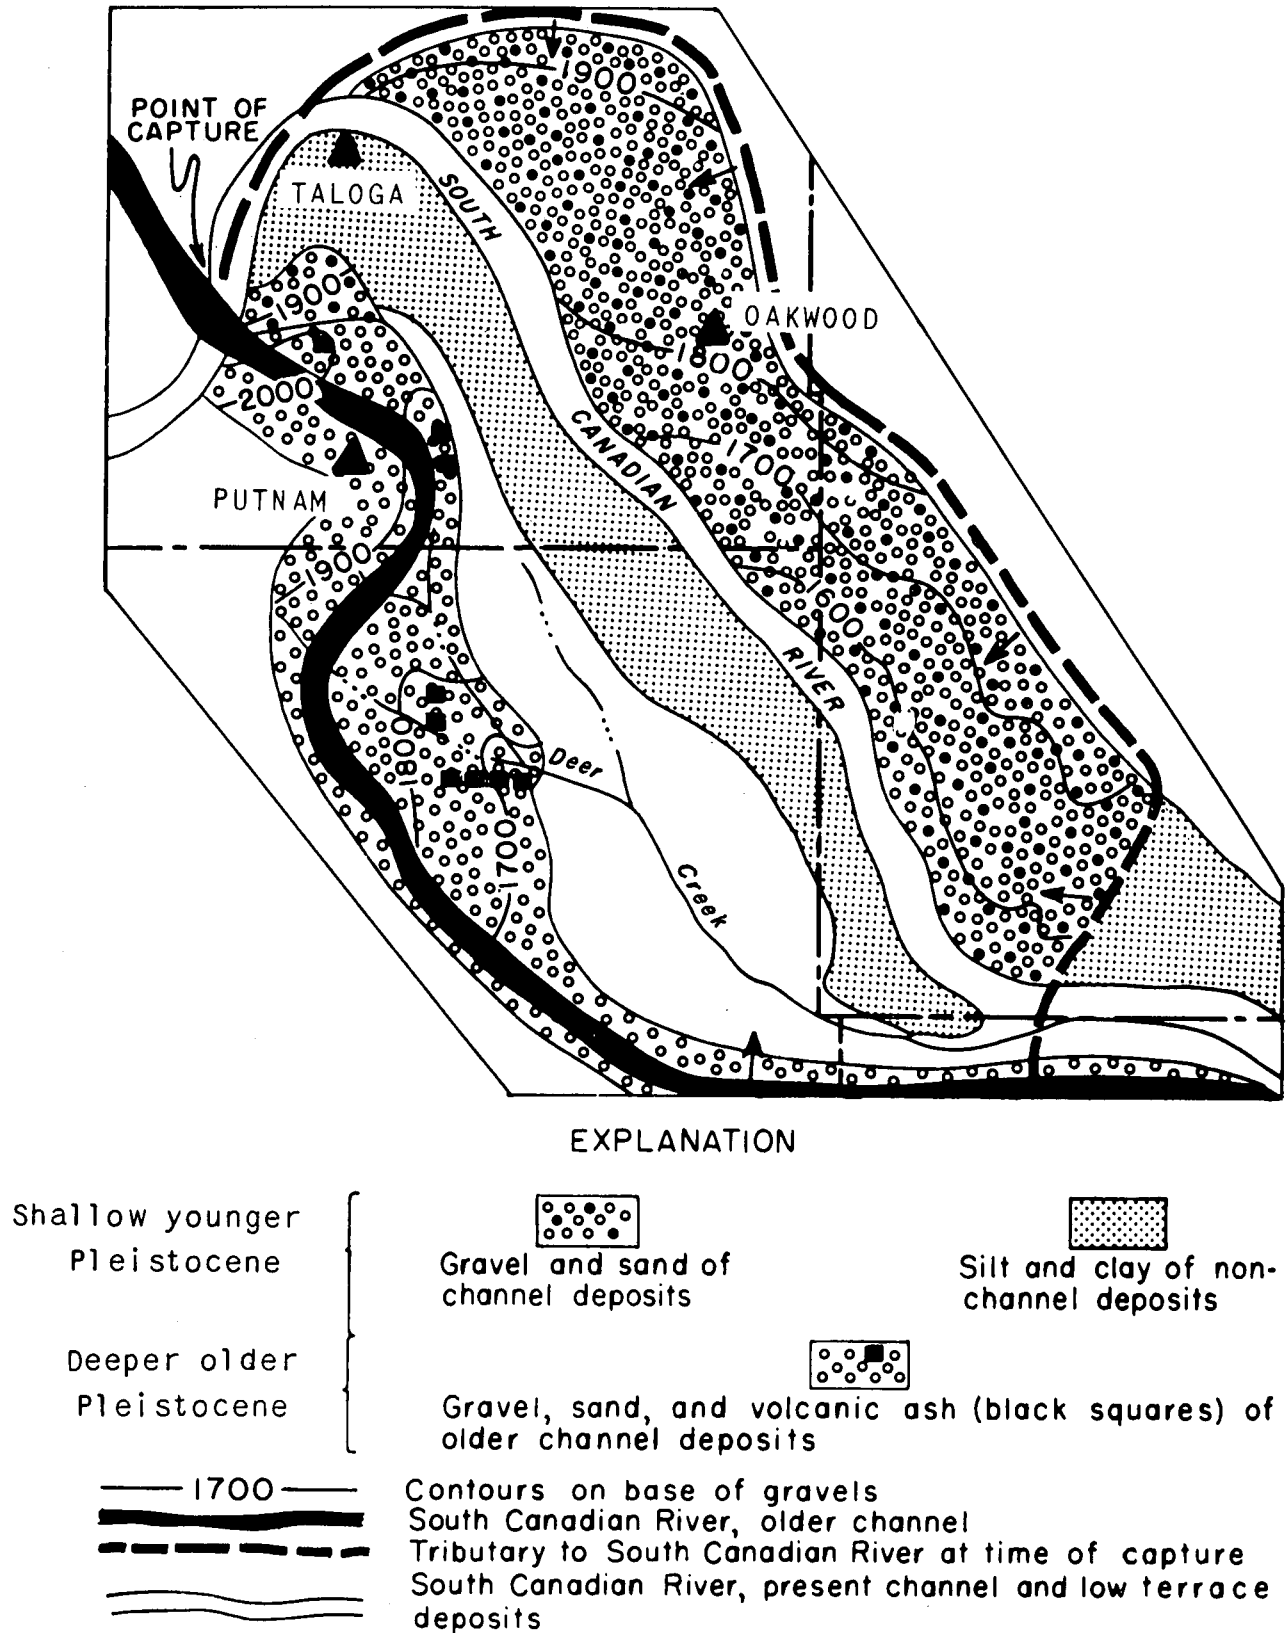 POINT OF
CAPTURE
TALOGA
SOUTH
CANADIAN
RIVER
1900
OAKWOOD
1800
1700
1600
1900
2000
PUTNAM
1900
1800
1700
Deer
Creek
EXPLANATION
Shallow younger
Pleistocene
Gravel and sand of
channel deposits
Silt and clay of non-
channel deposits
Deeper older
Pleistocene
Gravel, sand, and volcanic ash (black squares) of
older channel deposits
1700
Contours on base of gravels
South Canadian River, older channel
Tributary to South Canadian River at time of capture
South Canadian River, present channel and low terrace
deposits